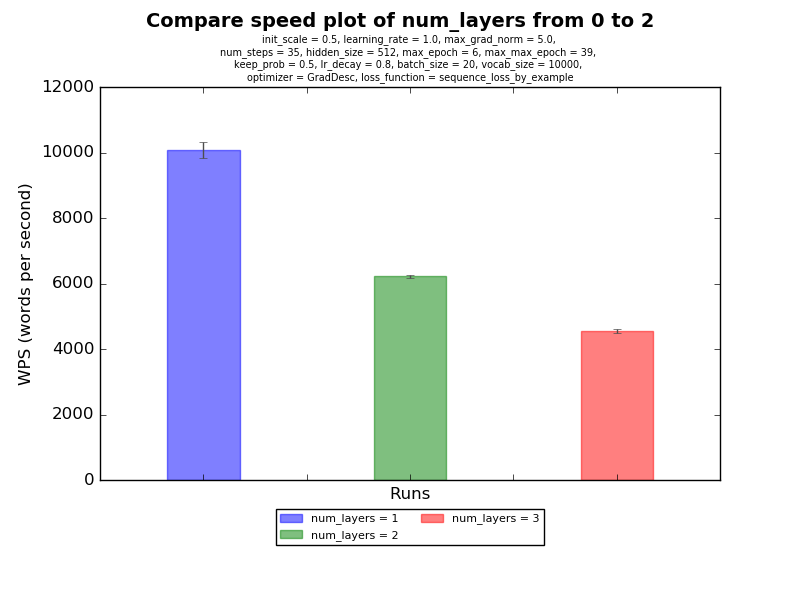 Compare speed plot of num_layers from 0 to 2
init_scale = 0.5, learning_rate = 1.0, max_grad_norm = 5.0,
num_steps = 35, hidden_size = 512, max_epoch = 6, max_max_epoch = 39,
keep_prob = 0.5, lr_decay = 0.8, batch_size = 20, vocab_size = 10000,
optimizer = GradDesc, loss_function = sequence_loss_by_example
12000
10000
8000
6000
4000
2000
0
WPS (words per second)
Runs
num_layers = 1
num_layers = 2
num_layers = 3